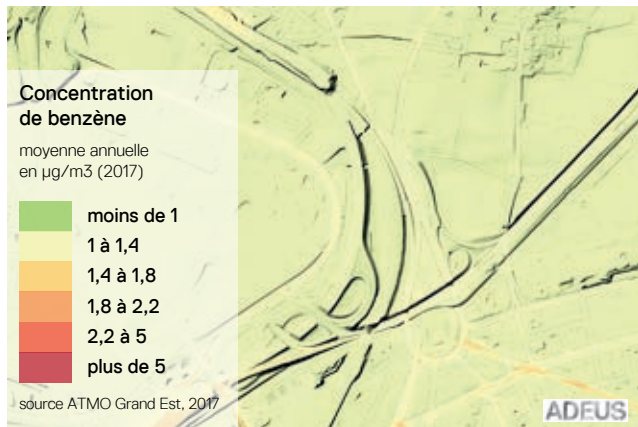 Concentration
de benzène
moyenne annuelle
en µg/m3 (2017)
moins de 1
1 à 1,4
1,4 à 1,8
1,8 à 2,2
2,2 à 5
plus de 5
source ATMO Grand Est, 2017
ADEUS